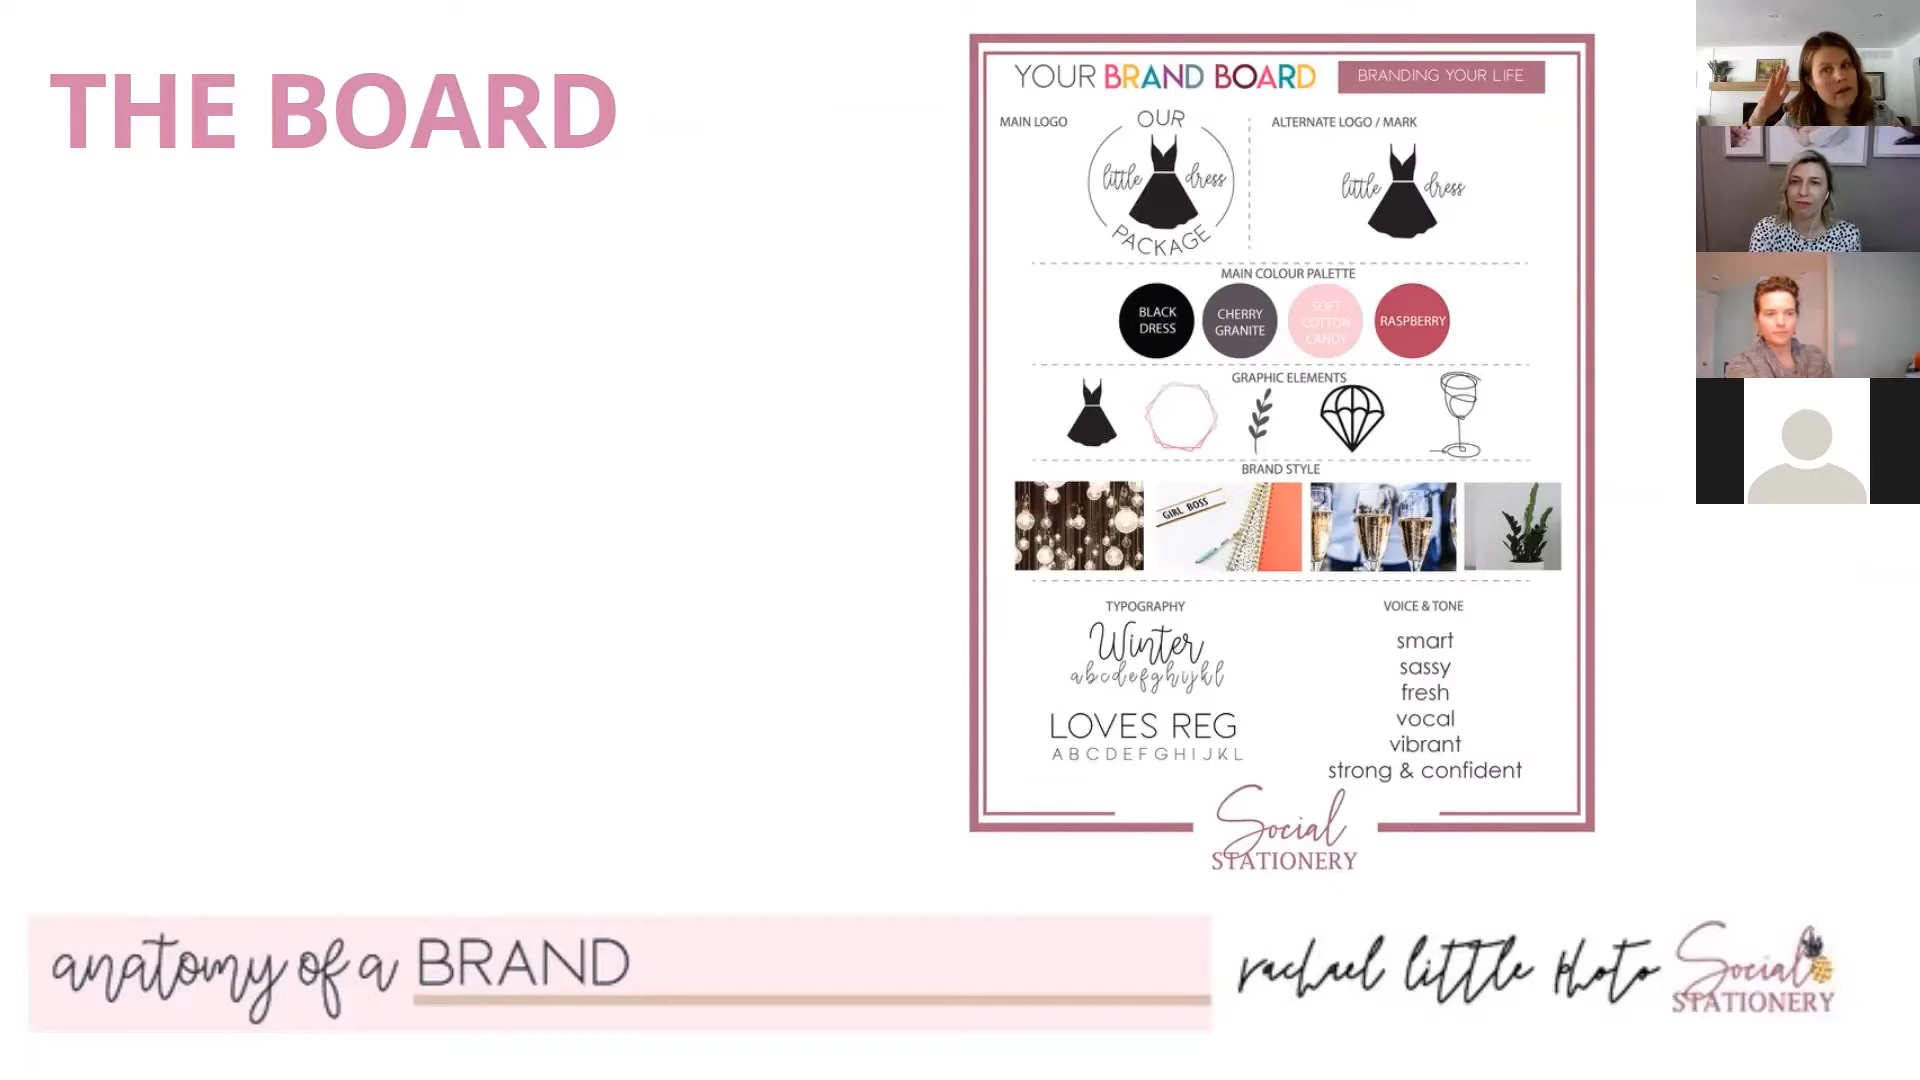 THE BOARD
YOUR BRAND BOARD
BRANDING YOUR LIFE
MAIN LOGO
OUR
little dress
PACKAGE
ALTERNATE LOGO / MARK
little dress
MAIN COLOUR PALETTE
BLACK
DRESS
CHERRY
GRANITE
SOFT
COTTON
CANDY
RASPBERRY
GRAPHIC ELEMENTS
BRAND STYLE
GIRL BOSS
TYPOGRAPHY
Winter
abcdefghijkl
LOVES REG
ABCDEFGHIJKL
VOICE & TONE
smart
sassy
fresh
vocal
vibrant
strong & confident
Social
STATIONERY
anatomy of a BRAND
rachael little photo
Social
STATIONERY